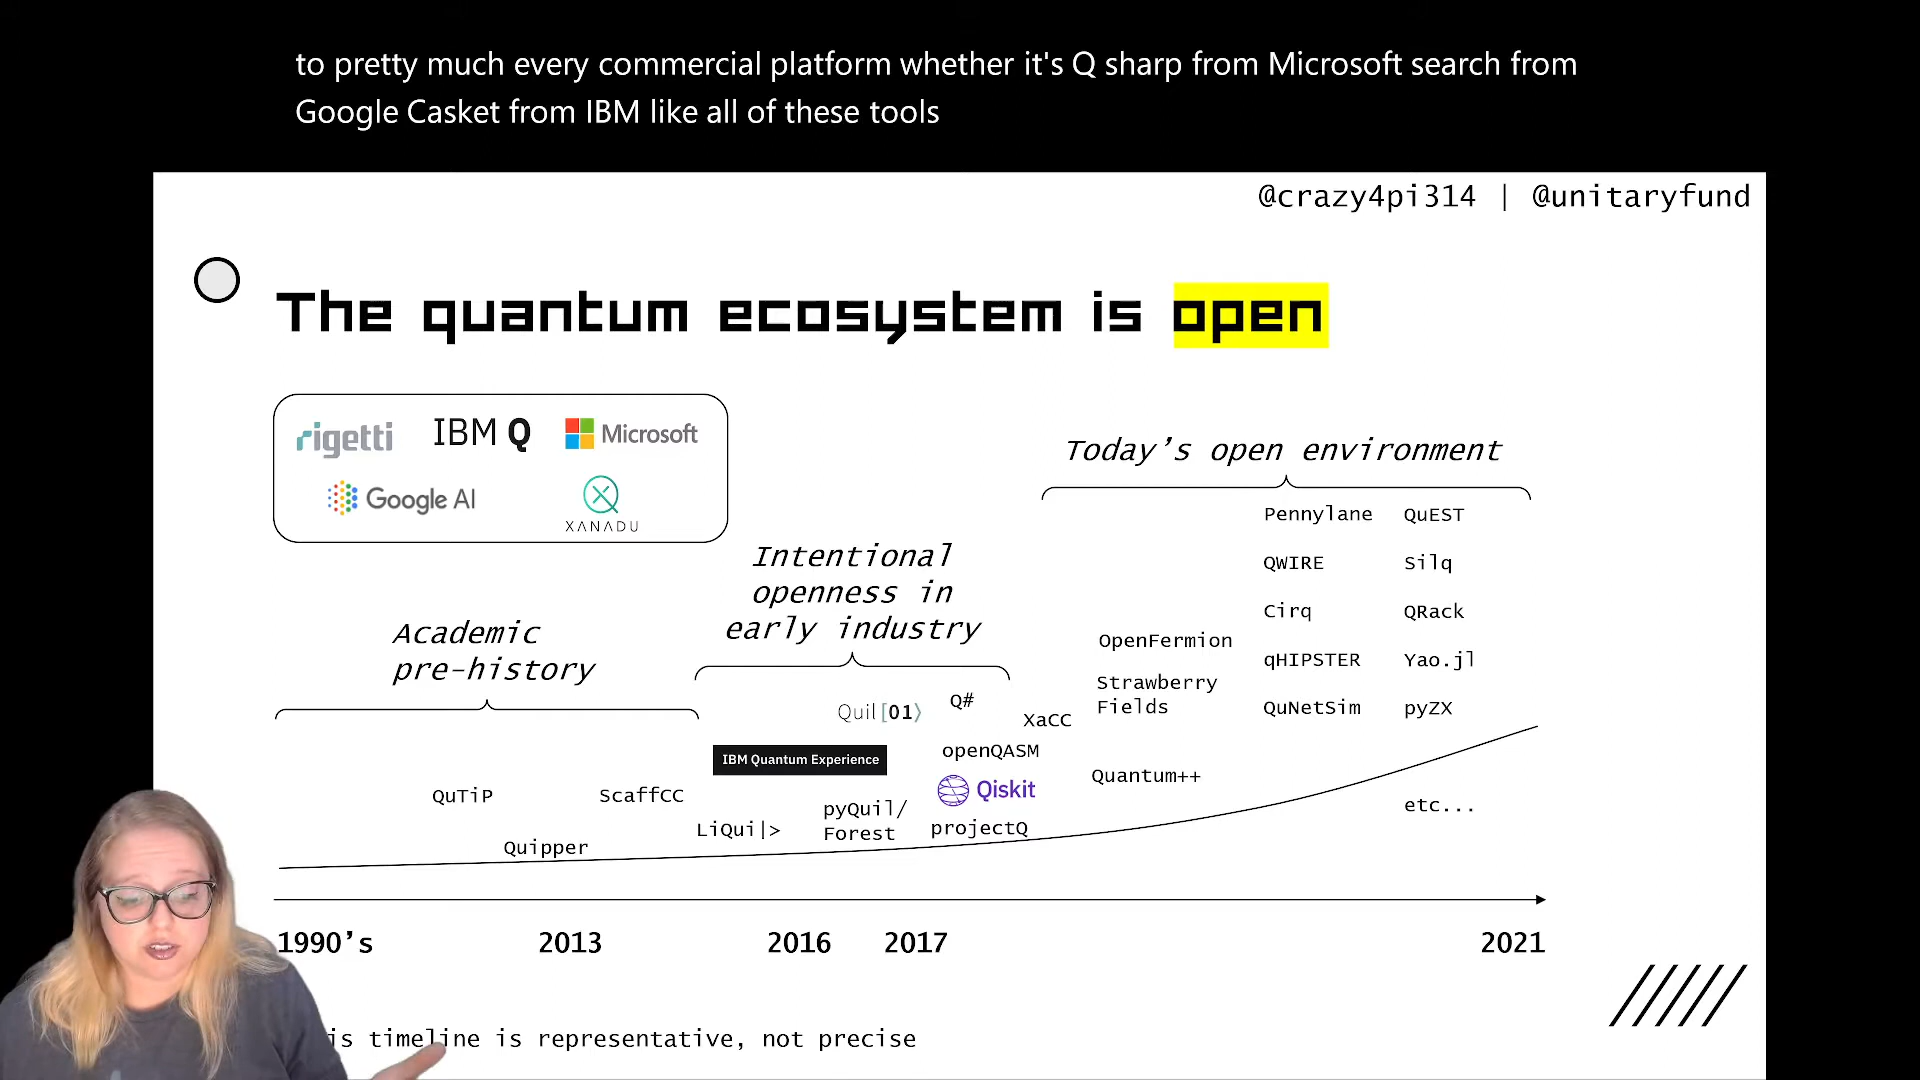 to pretty much every commercial platform whether it's Q sharp from Microsoft search from
Google Casket from IBM like all of these tools
@crazy4pi314 | @unitaryfund
The quantum ecosystem is open
rigetti
IBM Q
Microsoft
Google AI
XANADU
Today's open environment
Pennylane
QuEST
QWIRE
Silq
Cirq
QRack
qHIPSTER
Yao.jl
QuNetSim
pyZX
etc...
Intentional
openness in
early industry
Academic
pre-history
OpenFermion
Strawberry
Fields
Quil[01⟩
Q#
XaCC
IBM Quantum Experience
openQASM
Qiskit
Quantum++
QuTiP
ScaffCC
LiQui|>
pyQuil/
Forest
projectQ
Quipper
1990's
2013
2016
2017
2021
is timeline is representative, not precise